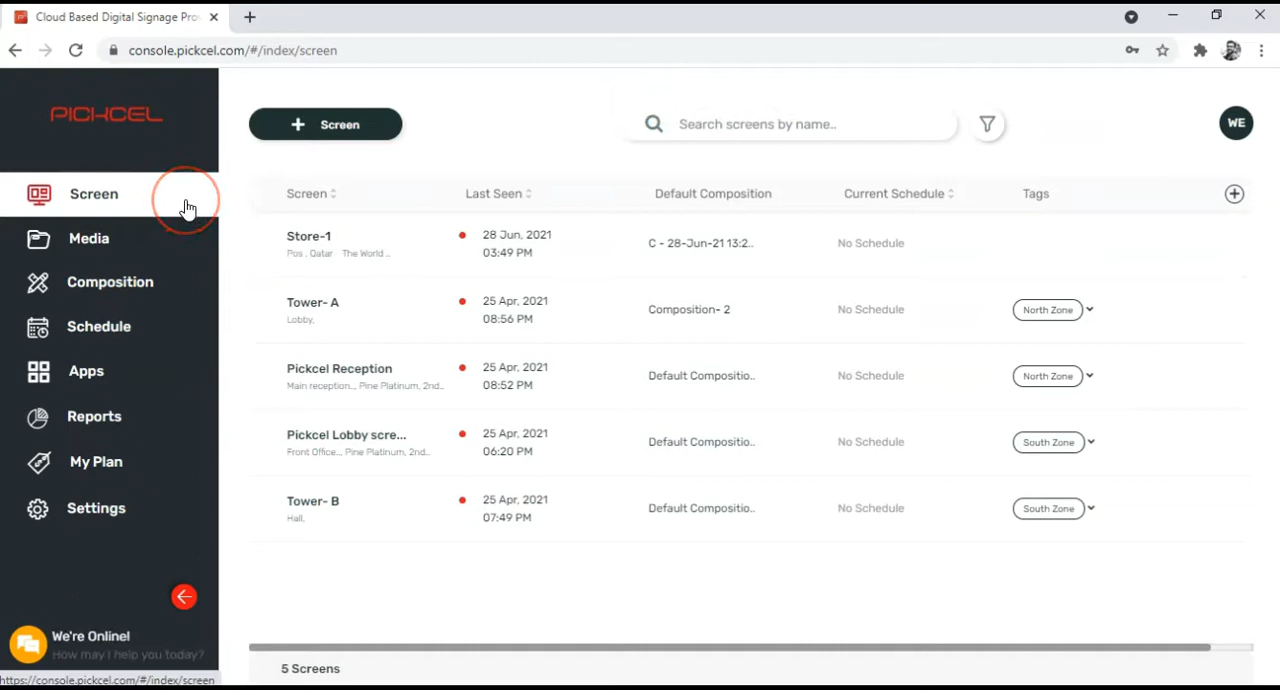 Cloud Based Digital Signage Prov
console.pickcel.com/#/index/screen
PICKCEL
Screen
Media
Composition
Schedule
Apps
Reports
My Plan
Settings
We're Online!
How may I help you today?
https://console.pickcel.com/#/index/screen
+ Screen
Search screens by name..
WE
Screen Last Seen Default Composition Current Schedule Tags
Store-1 28 Jun, 2021 C - 28-Jun-21 13:2.. No Schedule
Pos , Qatar The World .. 03:49 PM
Tower- A 25 Apr, 2021 Composition- 2 No Schedule North Zone
Lobby, 08:56 PM
Pickcel Reception 25 Apr, 2021 Default Compositio.. No Schedule North Zone
Main reception.., Pine Platinum, 2nd.. 08:52 PM
Pickcel Lobby scre... 25 Apr, 2021 Default Compositio.. No Schedule South Zone
Front Office... Pine Platinum, 2nd.. 06:20 PM
Tower- B 25 Apr, 2021 Default Compositio.. No Schedule South Zone
Hall, 07:49 PM
5 Screens